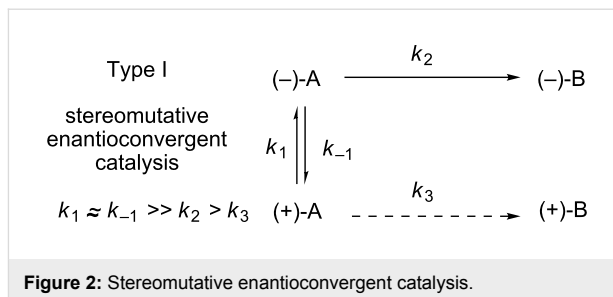 Type I
stereomutative
enantioconvergent
catalysis
k1 ≈ k−1 >> k2 > k3
(−)-A
k2
(−)-B
k1
k−1
(+)-A
k3
(+)-B
Figure 2: Stereomutative enantioconvergent catalysis.